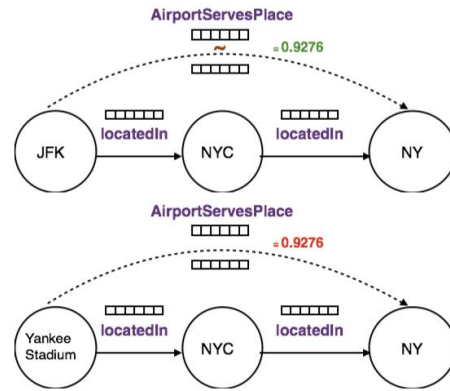 AirportServesPlace
~
= 0.9276
locatedIn
locatedIn
JFK
NYC
NY
AirportServesPlace
= 0.9276
locatedIn
locatedIn
Yankee
Stadium
NYC
NY